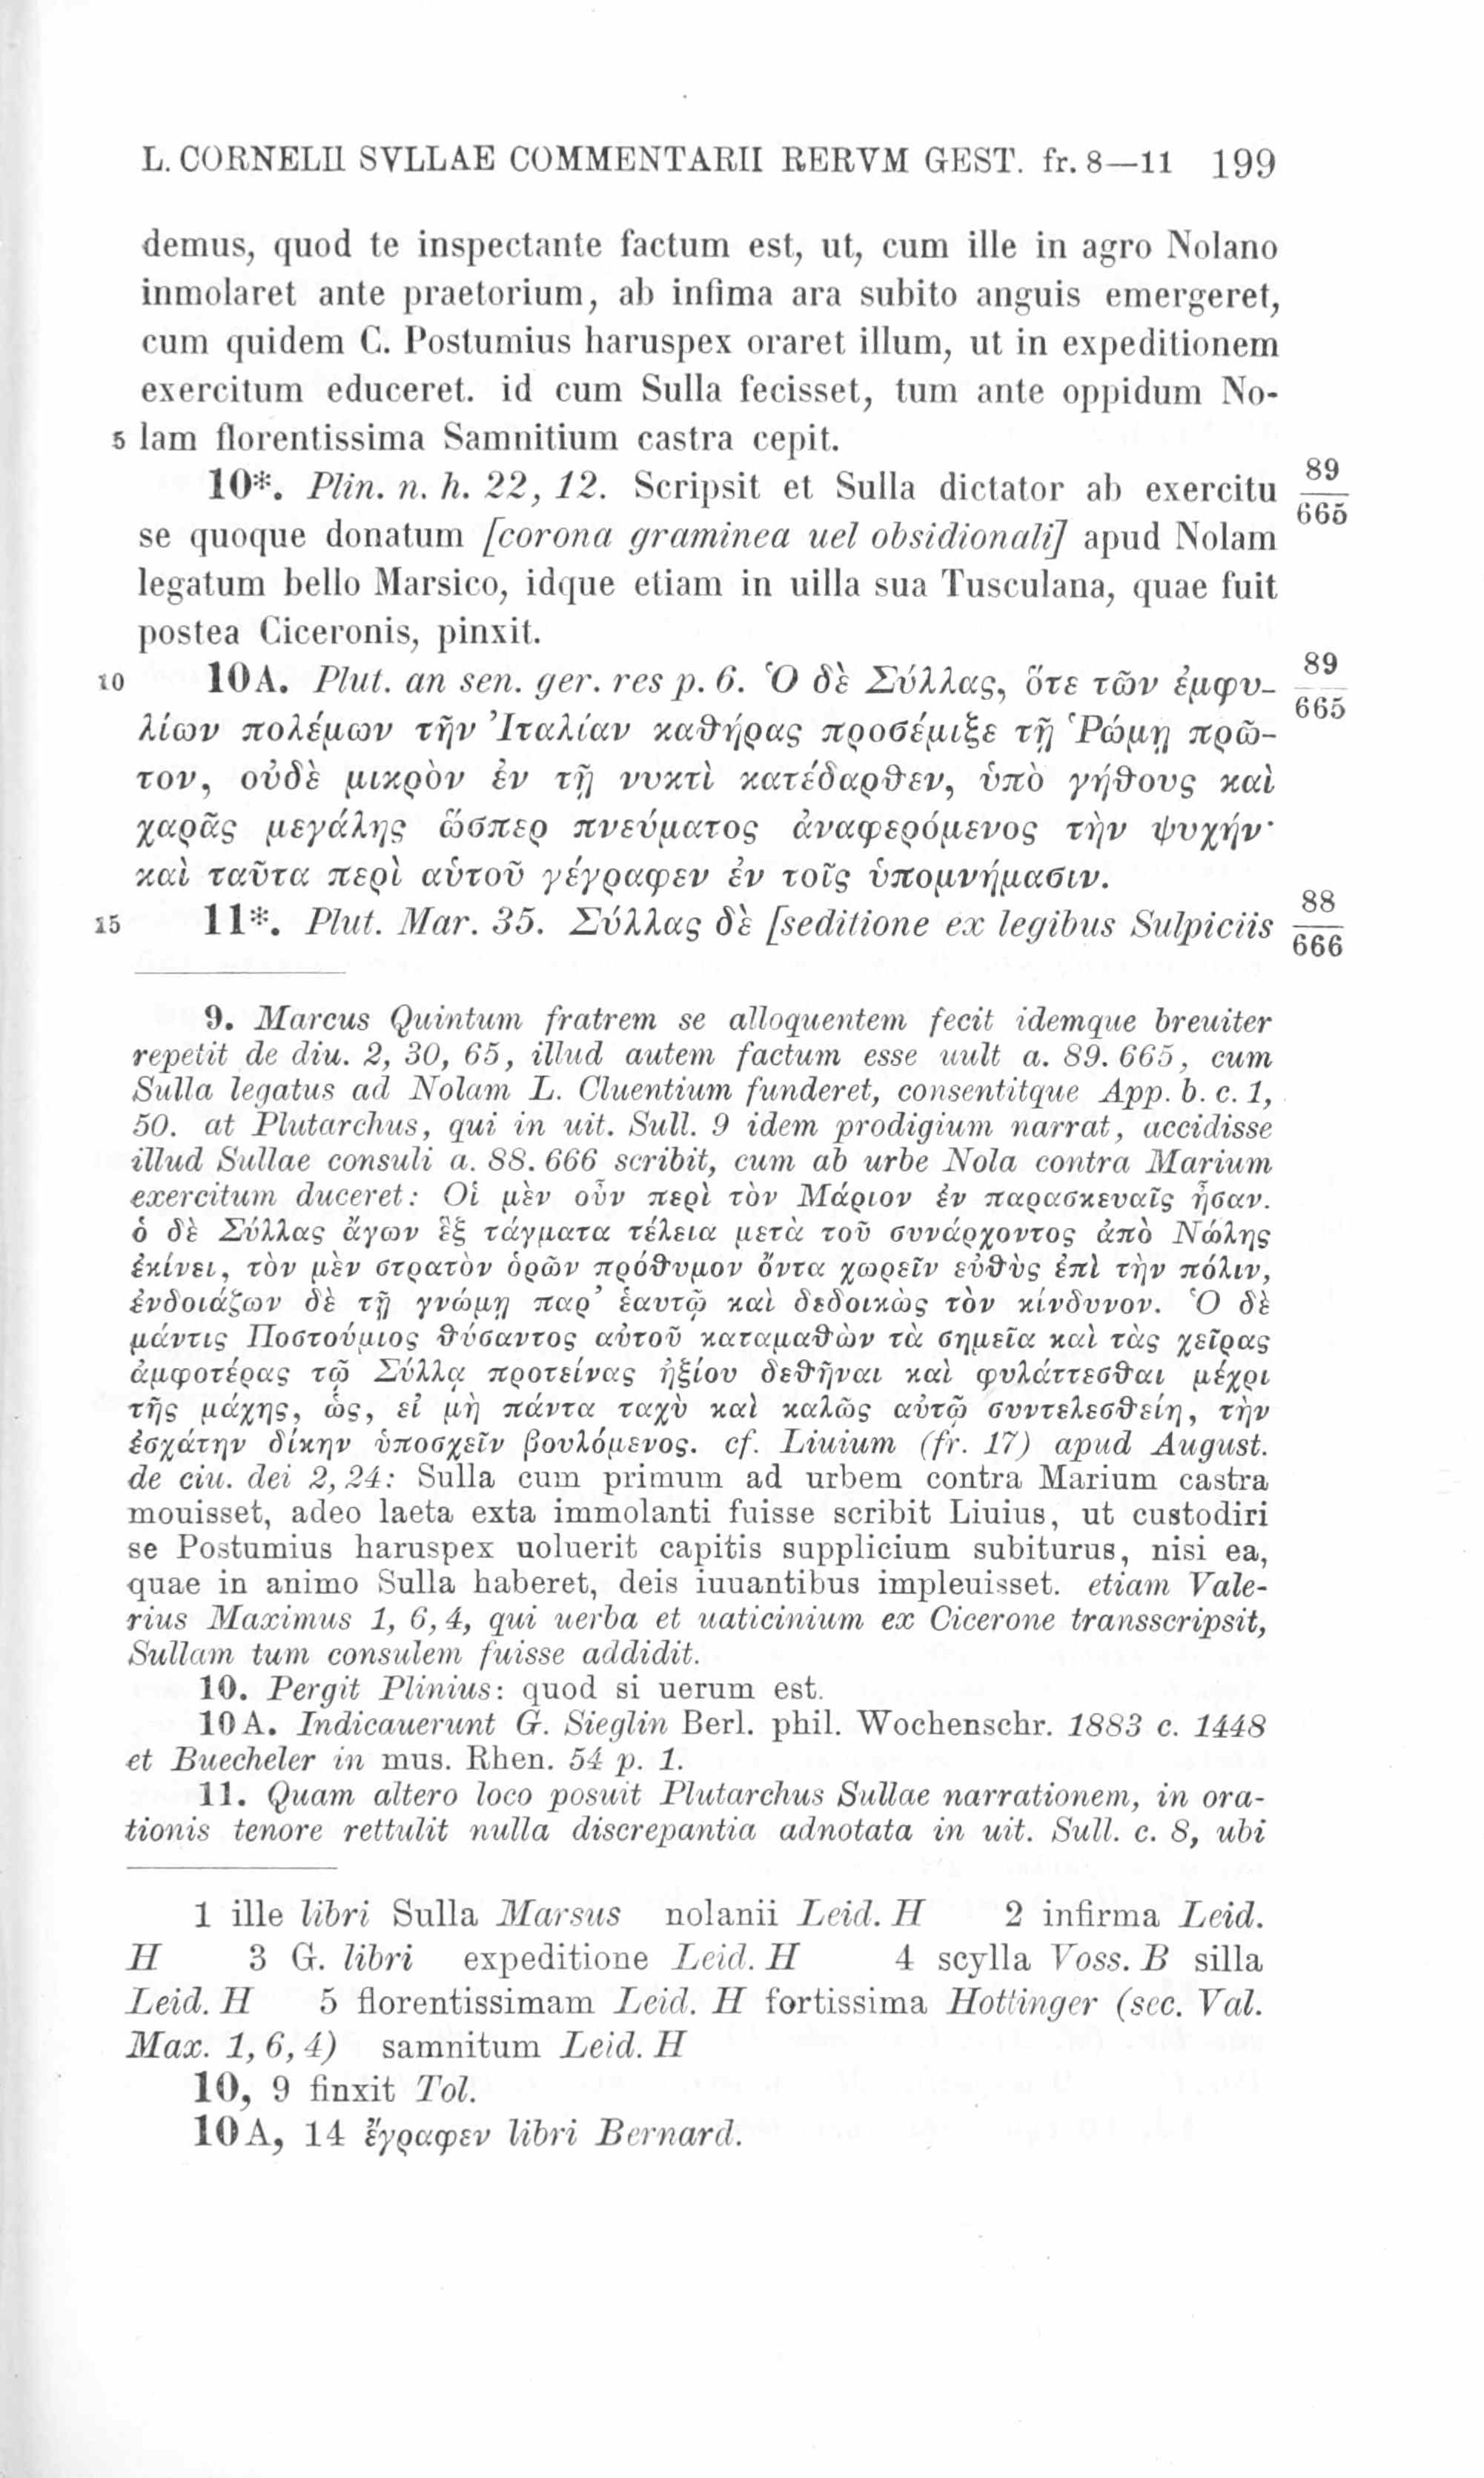 L. CORNELII SVLLAE COMMENTARII RERVM GEST. fr. 8—11 199
demus, quod te inspectante factum est, ut, cum ille in agro Nolano
inmolaret ante praetorium, ab infima ara subito anguis emergeret,
cum quidem C. Postumius haruspex oraret illum, ut in expeditionem
exercitum educeret. id cum Sulla fecisset, tum ante oppidum No-
5 lam florentissima Samnitium castra cepit.
10*. Plin. n. h. 22, 12. Scripsit et Sulla dictator ab exercitu 89/665
se quoque donatum [corona graminea uel obsidionali] apud Nolam
legatum bello Marsico, idque etiam in uilla sua Tusculana, quae fuit
postea Ciceronis, pinxit.
10 10A. Plut. an sen. ger. res p. 6. Ὁ δὲ Σύλλας, ὅτε τῶν ἐμφυ- 89/665
λίων πολέμων τὴν Ἰταλίαν καθήρας προσέμιξε τῇ Ῥώμῃ πρῶ-
τον, οὐδὲ μικρὸν ἐν τῇ νυκτὶ κατέδαρθεν, ὑπὸ γήθους καὶ
χαρᾶς μεγάλης ὥσπερ πνεύματος ἀναφερόμενος τὴν ψυχήν·
καὶ ταῦτα περὶ αὑτοῦ γέγραφεν ἐν τοῖς ὑπομνήμασιν.
15 11*. Plut. Mar. 35. Σύλλας δὲ [seditione ex legibus Sulpiciis 88/666
9. Marcus Quintum fratrem se alloquentem fecit idemque breuiter
repetit de diu. 2, 30, 65, illud autem factum esse uult a. 89. 665, cum
Sulla legatus ad Nolam L. Cluentium funderet, consentitque App. b. c. 1,
50. at Plutarchus, qui in uit. Sull. 9 idem prodigium narrat, accidisse
illud Sullae consuli a. 88. 666 scribit, cum ab urbe Nola contra Marium
exercitum duceret: Οἱ μὲν οὖν περὶ τὸν Μάριον ἐν παρασκευαῖς ἦσαν.
ὁ δὲ Σύλλας ἄγων ἓξ τάγματα τέλεια μετὰ τοῦ συνάρχοντος ἀπὸ Νώλης
ἐκίνει, τὸν μὲν στρατὸν ὁρῶν πρόθυμον ὄντα χωρεῖν εὐθὺς ἐπὶ τὴν πόλιν,
ἐνδοιάζων δὲ τῇ γνώμῃ παρ᾽ ἑαυτῷ καὶ δεδοικὼς τὸν κίνδυνον. Ὁ δὲ
μάντις Ποστούμιος θύσαντος αὐτοῦ καταμαθὼν τὰ σημεῖα καὶ τὰς χεῖρας
ἀμφοτέρας τῷ Σύλλᾳ προτείνας ἠξίου δεθῆναι καὶ φυλάττεσθαι μέχρι
τῆς μάχης, ὡς, εἰ μὴ πάντα ταχὺ καὶ καλῶς αὐτῷ συντελεσθείη, τὴν
ἐσχάτην δίκην ὑποσχεῖν βουλόμενος. cf. Liuium (fr. 17) apud August.
de ciu. dei 2, 24: Sulla cum primum ad urbem contra Marium castra
mouisset, adeo laeta exta immolanti fuisse scribit Liuius, ut custodiri
se Postumius haruspex uoluerit capitis supplicium subiturus, nisi ea,
quae in animo Sulla haberet, deis iuuantibus impleuisset. etiam Vale-
rius Maximus 1, 6, 4, qui uerba et uaticinium ex Cicerone transscripsit,
Sullam tum consulem fuisse addidit.
10. Pergit Plinius: quod si uerum est.
10 A. Indicauerunt G. Sieglin Berl. phil. Wochenschr. 1883 c. 1448
et Buecheler in mus. Rhen. 54 p. 1.
11. Quam altero loco posuit Plutarchus Sullae narrationem, in ora-
tionis tenore rettulit nulla discrepantia adnotata in uit. Sull. c. 8, ubi
1 ille libri Sulla Marsus nolanii Leid. H 2 infirma Leid.
H 3 G. libri expeditione Leid. H 4 scylla Voss. B silla
Leid. H 5 florentissimam Leid. H fortissima Hottinger (sec. Val.
Max. 1, 6, 4) samnitum Leid. H
10, 9 finxit Tol.
10 A, 14 ἔγραφεν libri Bernard.